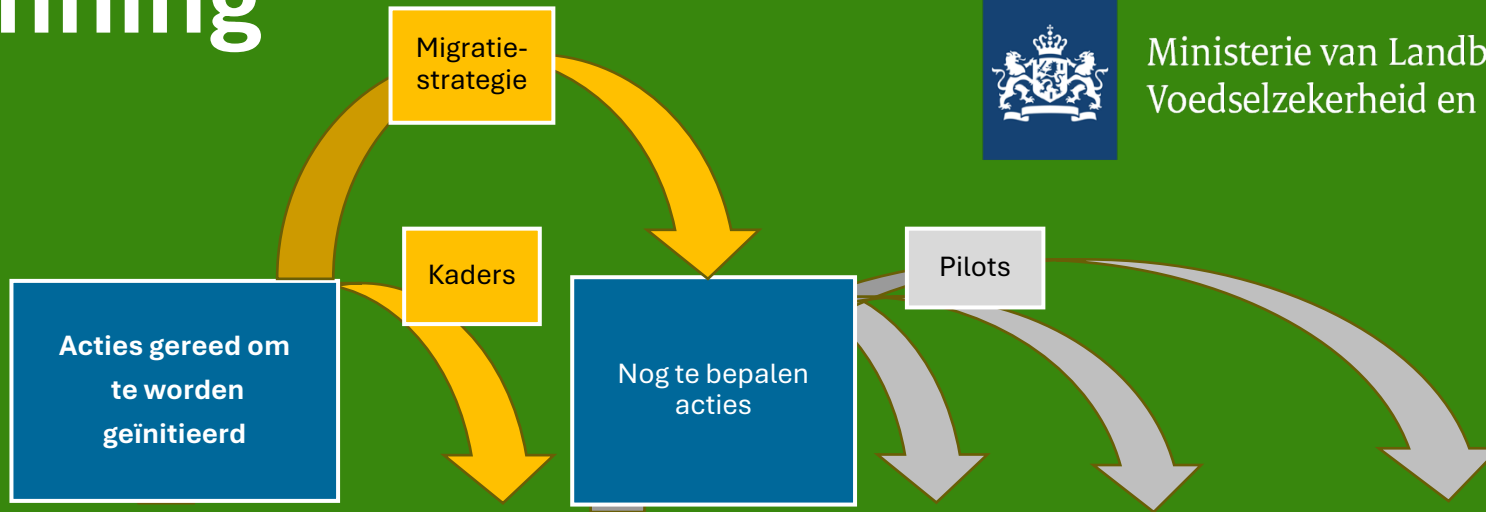 Migratie-
strategie
Ministerie van Landb
Voedselzekerheid en
Kaders
Pilots
Acties gereed om
te worden
geïnitieerd
Nog te bepalen
acties